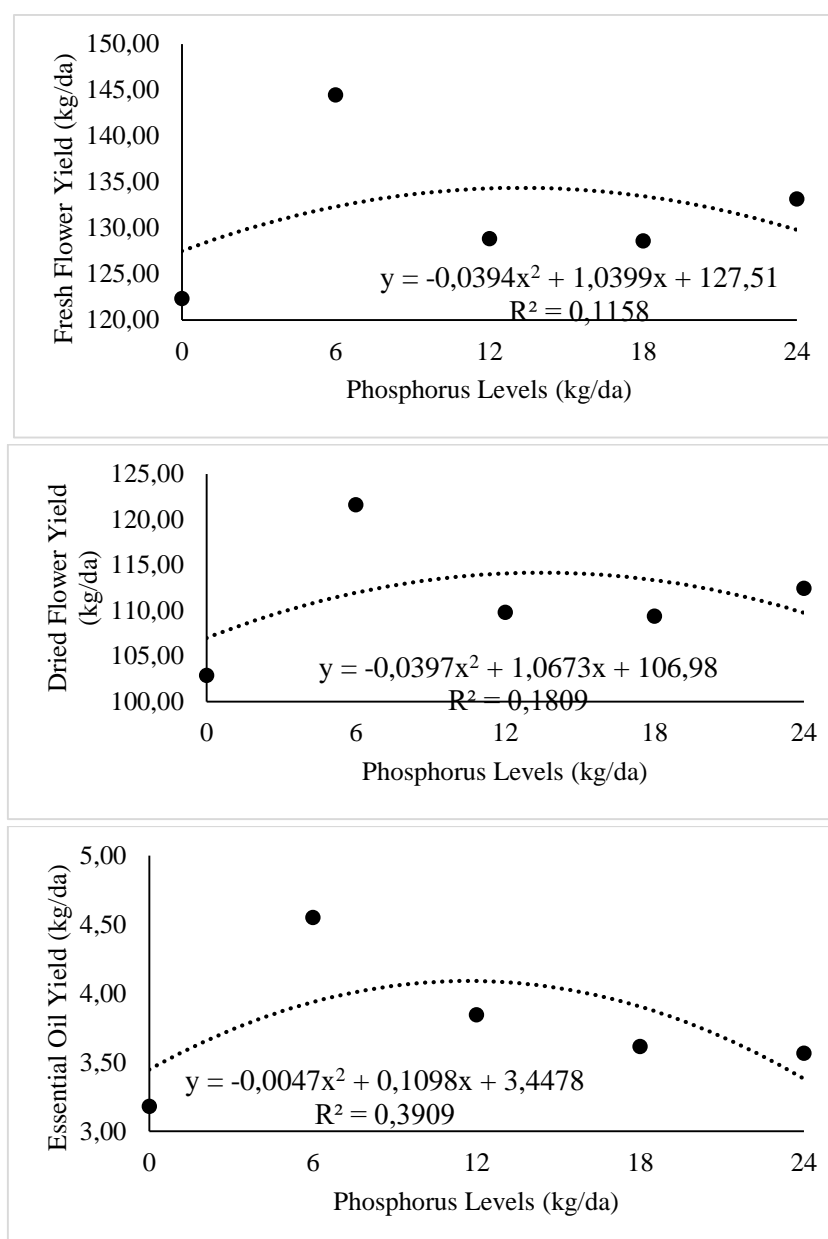 Fresh Flower Yield (kg/da)
150,00
145,00
140,00
135,00
130,00
125,00
120,00
y = -0,0394x² + 1,0399x + 127,51
R² = 0,1158
0 6 12 18 24
Phosphorus Levels (kg/da)
Dried Flower Yield
(kg/da)
125,00
120,00
115,00
110,00
105,00
100,00
y = -0,0397x² + 1,0673x + 106,98
R² = 0,1809
0 6 12 18 24
Phosphorus Levels (kg/da)
Essential Oil Yield (kg/da)
5,00
4,50
4,00
3,50
3,00
y = -0,0047x² + 0,1098x + 3,4478
R² = 0,3909
0 6 12 18 24
Phosphorus Levels (kg/da)